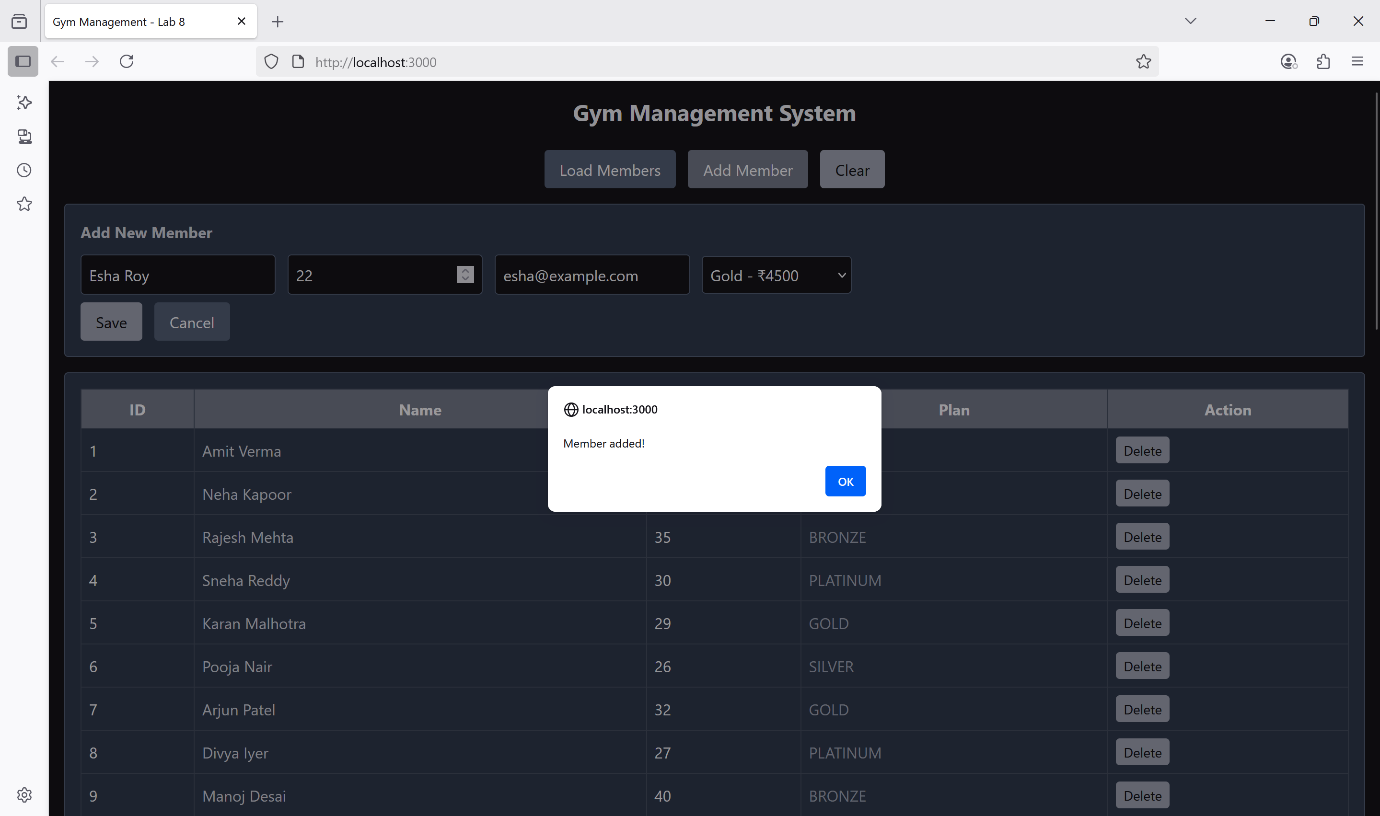 Gym Management - Lab 8
http://localhost:3000
Gym Management System
Load Members Add Member Clear
Add New Member
Esha Roy 22 esha@example.com Gold - ₹4500
Save Cancel
localhost:3000
Member added!
OK
ID Name Plan Action
1 Amit Verma Delete
2 Neha Kapoor Delete
3 Rajesh Mehta 35 BRONZE Delete
4 Sneha Reddy 30 PLATINUM Delete
5 Karan Malhotra 29 GOLD Delete
6 Pooja Nair 26 SILVER Delete
7 Arjun Patel 32 GOLD Delete
8 Divya Iyer 27 PLATINUM Delete
9 Manoj Desai 40 BRONZE Delete